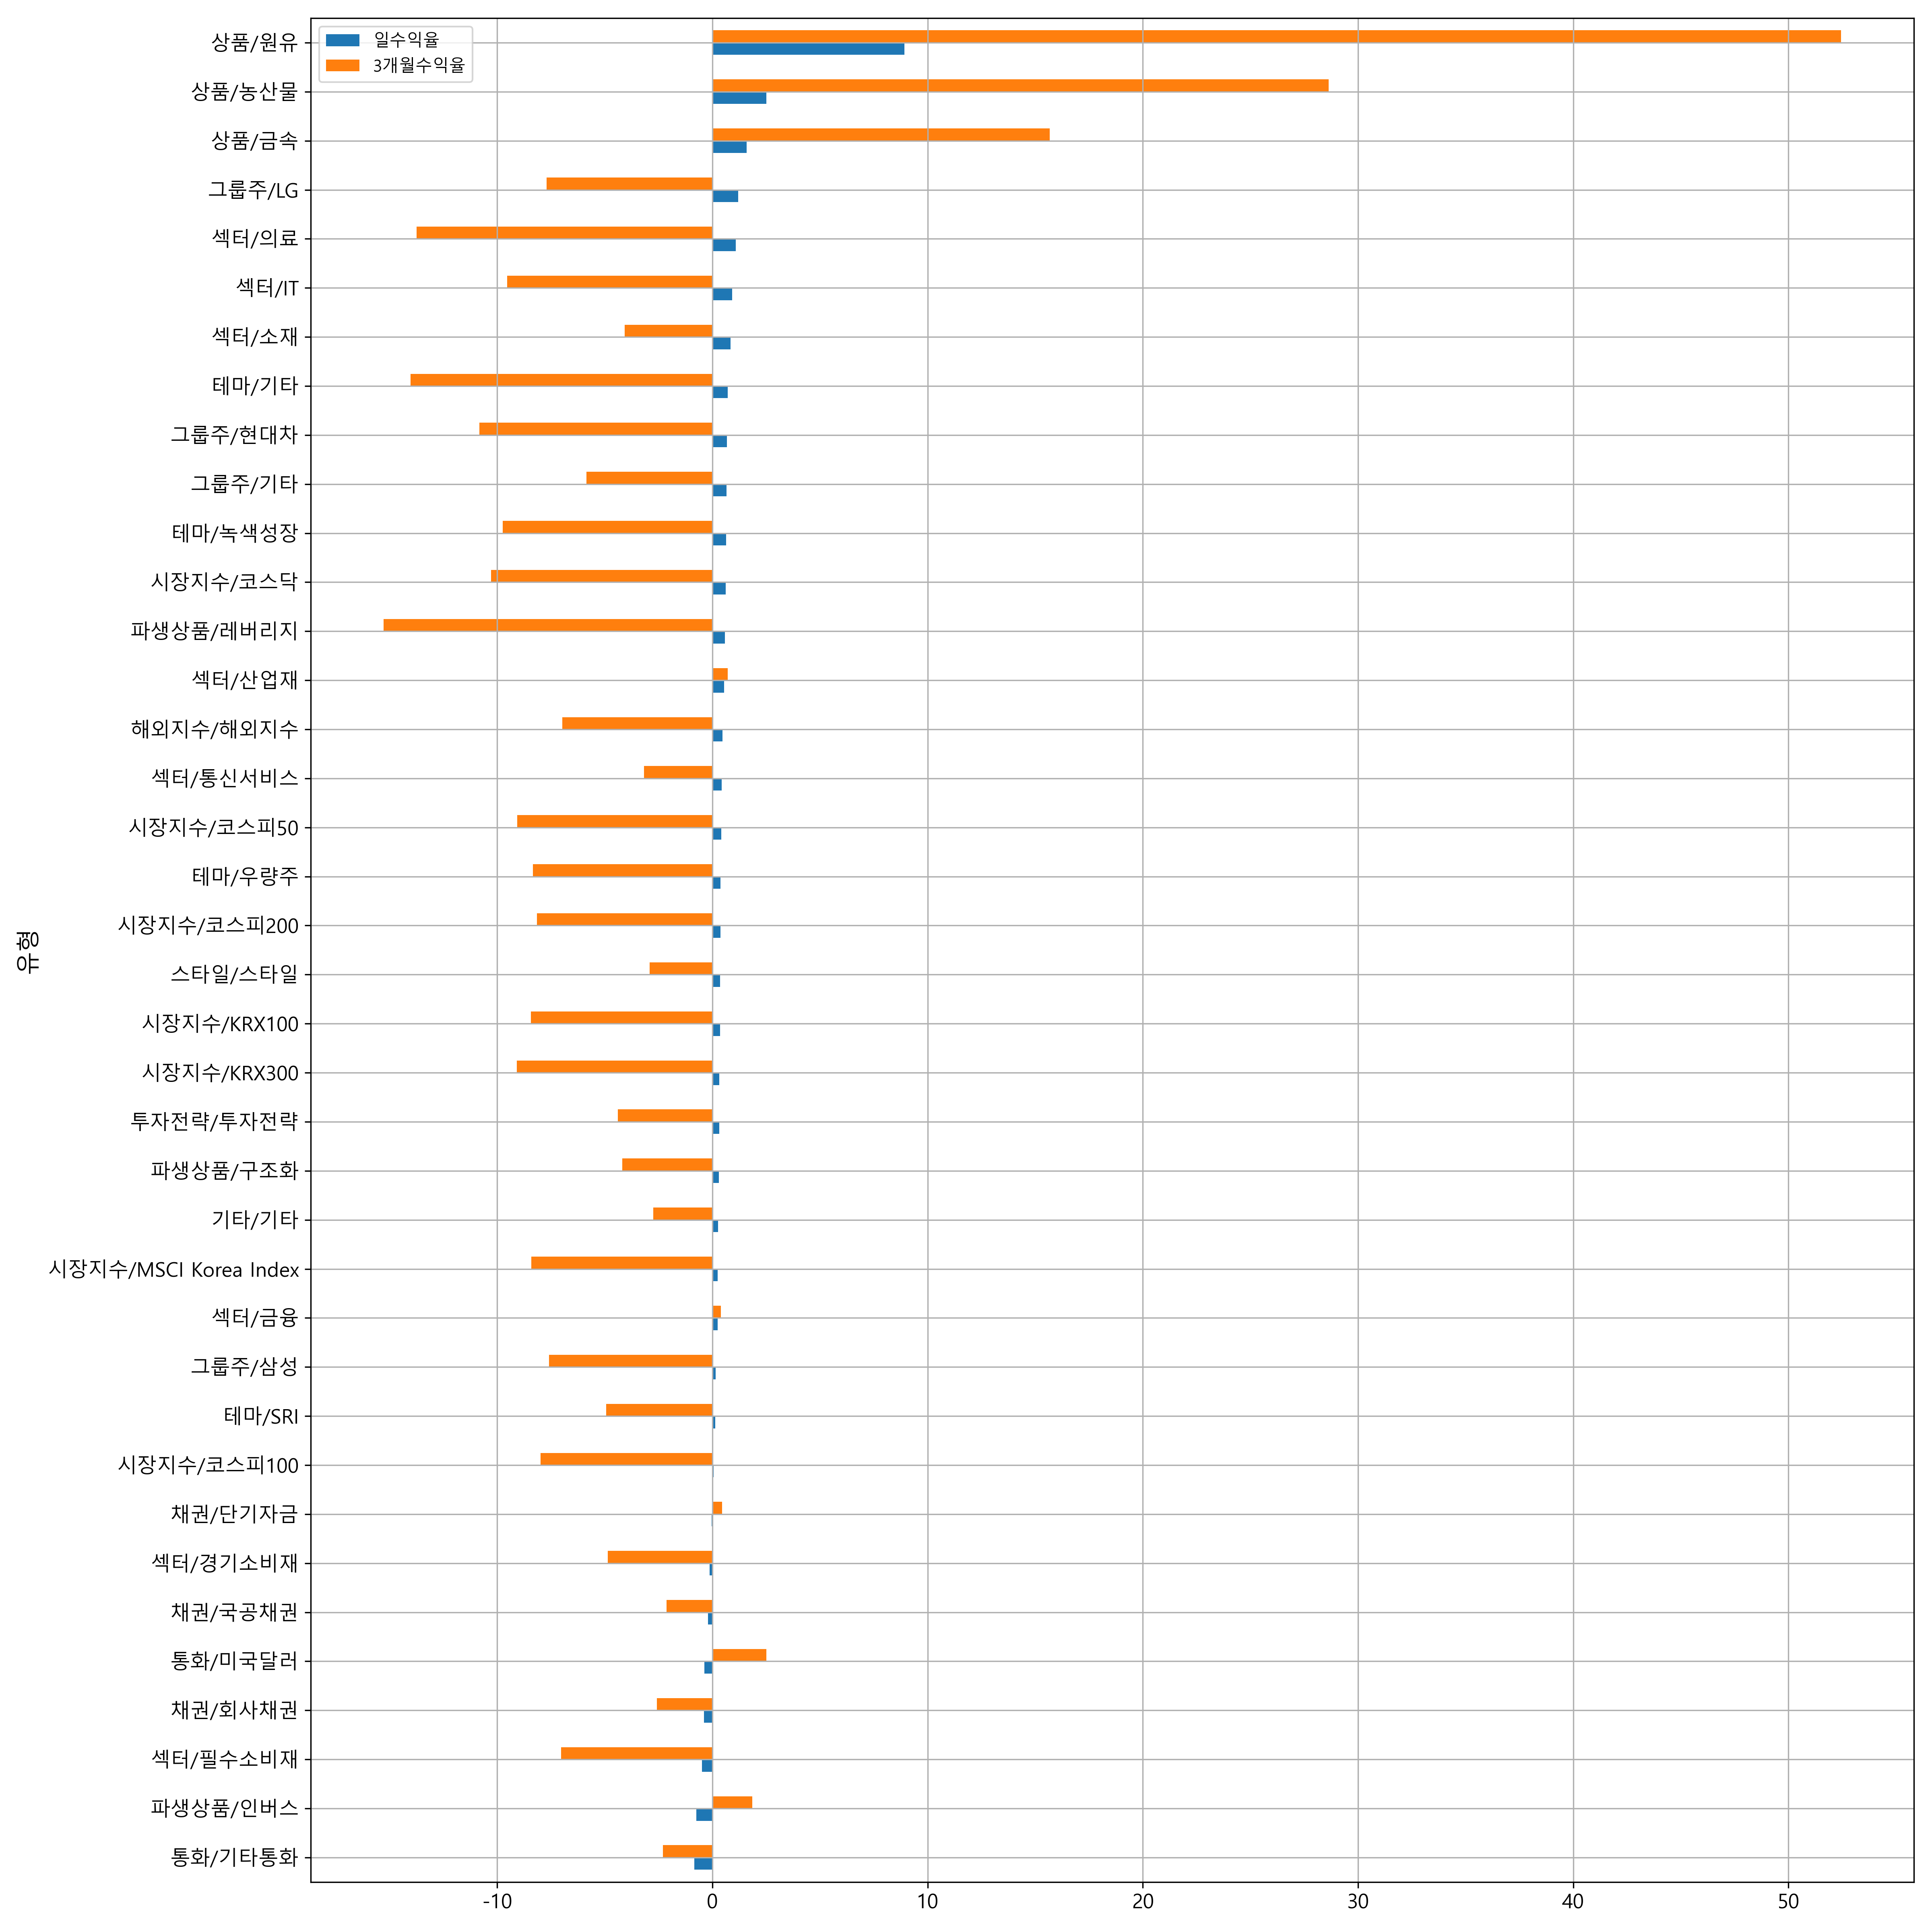 일수익율
3개월수익율
상품/원유
상품/농산물
상품/금속
그룹주/LG
섹터/의료
섹터/IT
섹터/소재
테마/기타
그룹주/현대차
그룹주/기타
테마/녹색성장
시장지수/코스닥
파생상품/레버리지
섹터/산업재
해외지수/해외지수
섹터/통신서비스
시장지수/코스피50
테마/우량주
시장지수/코스피200
스타일/스타일
시장지수/KRX100
시장지수/KRX300
투자전략/투자전략
파생상품/구조화
기타/기타
시장지수/MSCI Korea Index
섹터/금융
그룹주/삼성
테마/SRI
시장지수/코스피100
채권/단기자금
섹터/경기소비재
채권/국공채권
통화/미국달러
채권/회사채권
섹터/필수소비재
파생상품/인버스
통화/기타통화
유형
-10 0 10 20 30 40 50